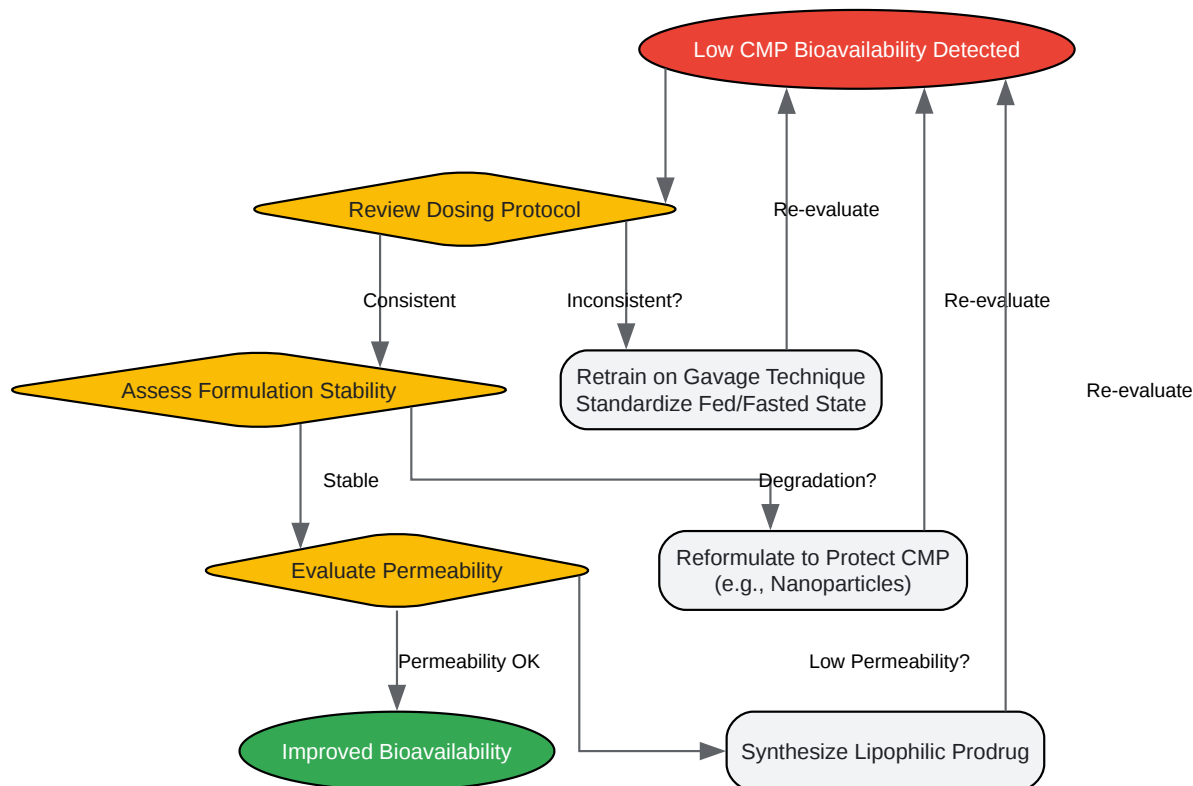 Low CMP Bioavailability Detected
Review Dosing Protocol
Re-evaluate
Consistent
Inconsistent?
Re-evaluate
Assess Formulation Stability
Retrain on Gavage Technique
Standardize Fed/Fasted State
Re-evaluate
Stable
Degradation?
Evaluate Permeability
Reformulate to Protect CMP
(e.g., Nanoparticles)
Permeability OK
Low Permeability?
Improved Bioavailability
Synthesize Lipophilic Prodrug